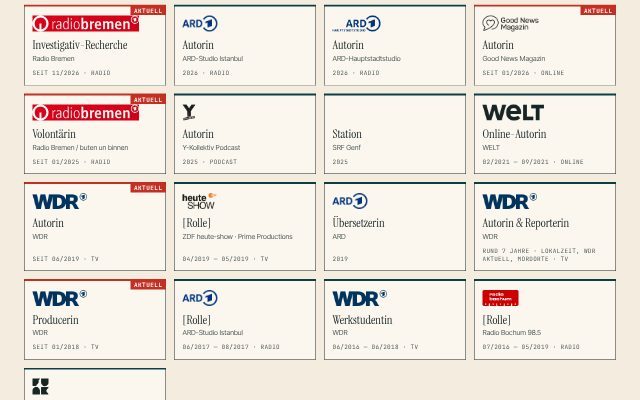 AKTUELL
radiobremen
Investigativ-Recherche
Radio Bremen
SEIT 11/2026 · RADIO
ARD
Autorin
ARD-Studio Istanbul
2026 · RADIO
ARD
HAUPTSTADTSTUDIO
Autorin
ARD-Hauptstadtstudio
2026 · RADIO
AKTUELL
Good News
Magazin
Autorin
Good News Magazin
SEIT 01/2026 · ONLINE
AKTUELL
radiobremen
Volontärin
Radio Bremen / buten un binnen
SEIT 01/2025 · RADIO
Y
Autorin
Y-Kollektiv Podcast
2025 · PODCAST
Station
SRF Genf
2025
WELT
Online-Autorin
WELT
02/2021 – 09/2021 · ONLINE
AKTUELL
WDR
Autorin
WDR
SEIT 06/2019 · TV
heute
SHOW
[Rolle]
ZDF heute-show · Prime Productions
04/2019 – 05/2019 · TV
ARD
Übersetzerin
ARD
2019
WDR
Autorin & Reporterin
WDR
RUND 7 JAHRE · LOKALZEIT, WDR
AKTUELL, MORDORTE · TV
AKTUELL
WDR
Producerin
WDR
SEIT 01/2018 · TV
ARD
[Rolle]
ARD-Studio Istanbul
06/2017 – 08/2017 · RADIO
WDR
Werkstudentin
WDR
06/2016 – 06/2018 · TV
radio
bochum
[Rolle]
Radio Bochum 98.5
07/2016 – 05/2019 · RADIO